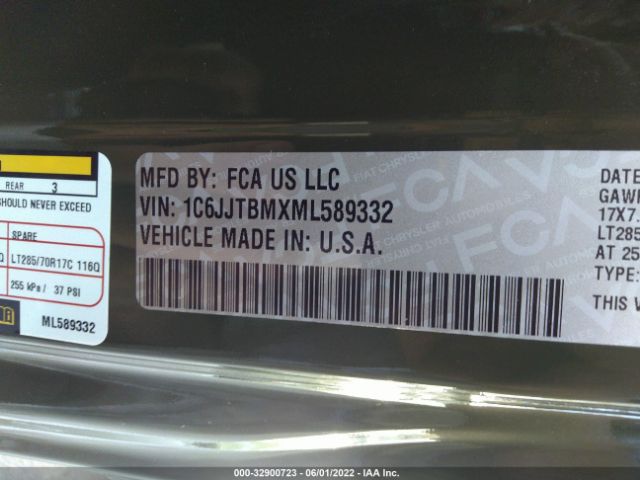 REAR 3
SHOULD NEVER EXCEED
SPARE
LT285/70R17C 116Q
255 kPa / 37 PSI
ML589332
MFD BY: FCA US LLC
VIN: 1C6JJTBMXML589332
VEHICLE MADE IN: U.S.A.
DATE
GAWR
17X7
LT285
AT 25
TYPE:
THIS V
000-32900723 - 06/01/2022 - IAA Inc.